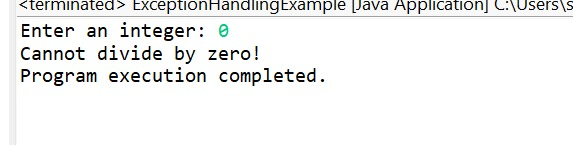 <terminated> ExceptionHandlingExample [Java Application] C:\Users\s
Enter an integer: 0
Cannot divide by zero!
Program execution completed.